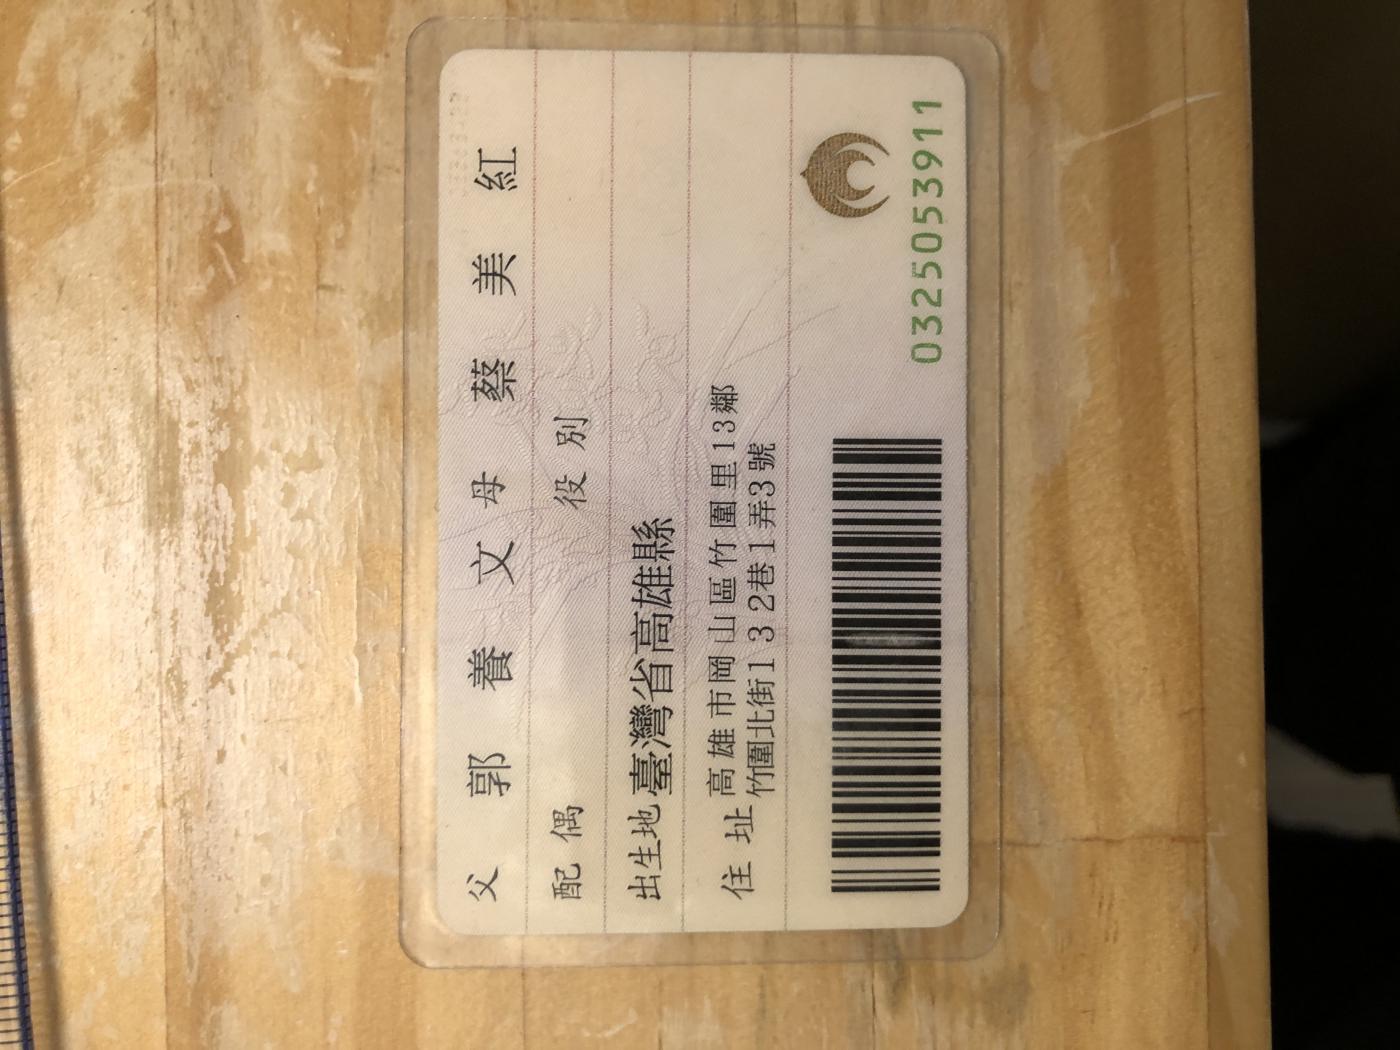 父 郭養文 母 蔡美紅
配偶 役別
出生地 臺灣省高雄縣
住址 高雄市岡山區竹圍里13鄰
竹圍北街132巷1弄3號
0325053911